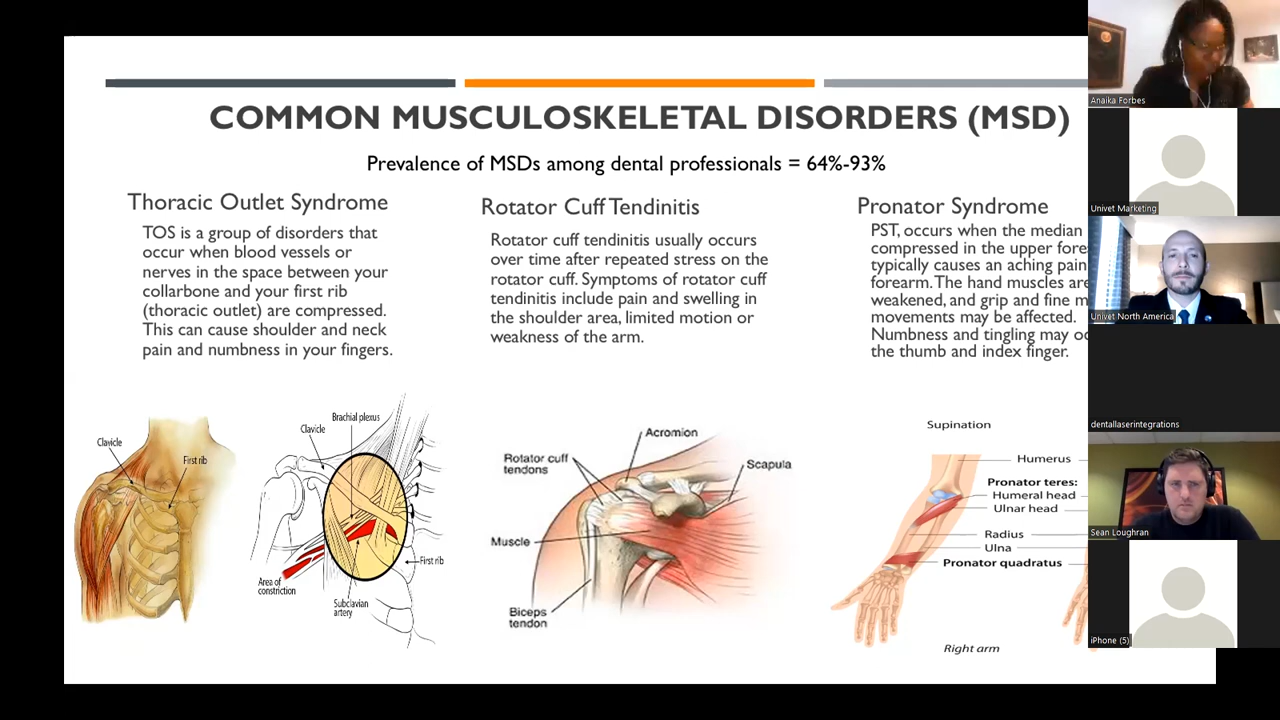 COMMON MUSCULOSKELETAL DISORDERS (MSD)
Prevalence of MSDs among dental professionals = 64%-93%
Thoracic Outlet Syndrome
TOS is a group of disorders that
occur when blood vessels or
nerves in the space between your
collarbone and your first rib
(thoracic outlet) are compressed.
This can cause shoulder and neck
pain and numbness in your fingers.
Clavicle
First rib
Brachial plexus
Clavicle
First rib
Area of
constriction
Subclavian
artery
Rotator Cuff Tendinitis
Rotator cuff tendinitis usually occurs
over time after repeated stress on the
rotator cuff. Symptoms of rotator cuff
tendinitis include pain and swelling in
the shoulder area, limited motion or
weakness of the arm.
Acromion
Rotator cuff
tendons
Scapula
Muscle
Biceps
tendon
Pronator Syndrome
PST, occurs when the median
compressed in the upper
typically causes an aching pain
forearm. The hand muscles are
weakened, and grip and fine
movements may be affected.
Numbness and tingling may
the thumb and index finger.
Supination
Humerus
Pronator teres:
Humeral head
Ulnar head
Radius
Ulna
Pronator quadratus
Right arm
Anaika Forbes
Univet Marketing
Univet North America
dentallaserintegrations
Sean Loughran
iPhone (5)